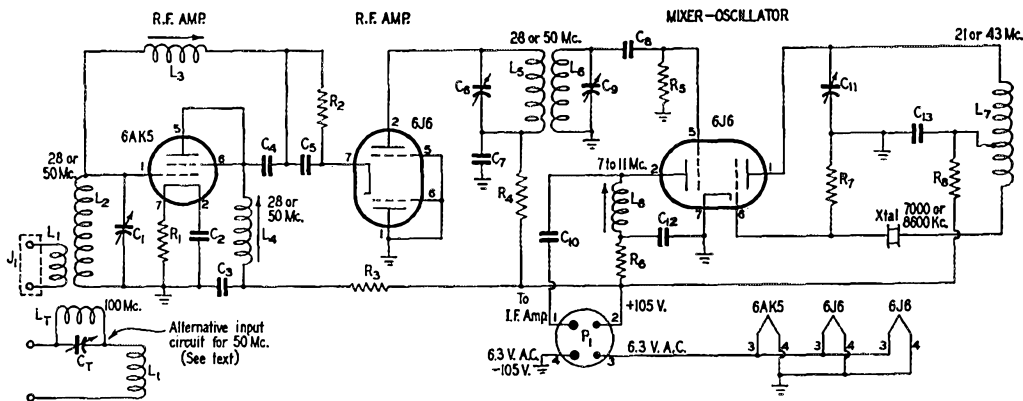 R.F. AMP.
R.F. AMP.
MIXER-OSCILLATOR
L3
R2
6AK5
5
1
6
7
2
C4
C5
28 or
50 Mc.
L2
L1
J1
C1
R1
C2
C3
28 or
50 Mc.
L4
R3
6J6
2
7
5
6
1
C6
C7
28 or 50 Mc.
L5
L6
R4
C8
C9
R5
6J6
5
2
1
7
6
7 to 11 Mc.
L8
C10
C12
R6
C11
R7
C13
R8
21 or 43 Mc.
L7
Xtal
7000 or
8600 Kc.
To
I.F. Amp.
+105 V.
1
2
P1
4
3
6.3 V. A.C.
-105 V.
6.3 V. A.C.
6AK5
6J6
6J6
3
4
3
4
3
4
LT
100 Mc.
CT
L1
Alternative input
circuit for 50 Mc.
(See text)